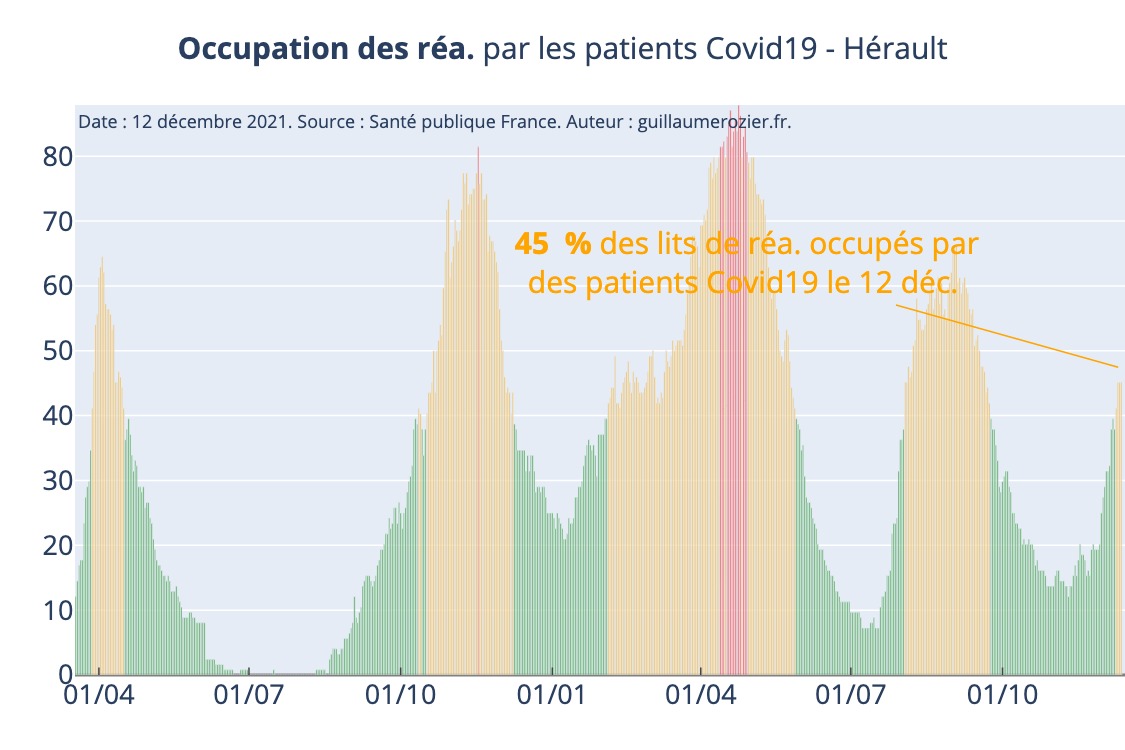 Occupation des réa. par les patients Covid19 - Hérault
Date : 12 décembre 2021. Source : Santé publique France. Auteur : guillaumerozier.fr.
80
70
45 % des lits de réa. occupés par
des patients Covid19 le 12 déc.
60
50
40
30
20
10
0
01/04 01/07 01/10 01/01 01/04 01/07 01/10